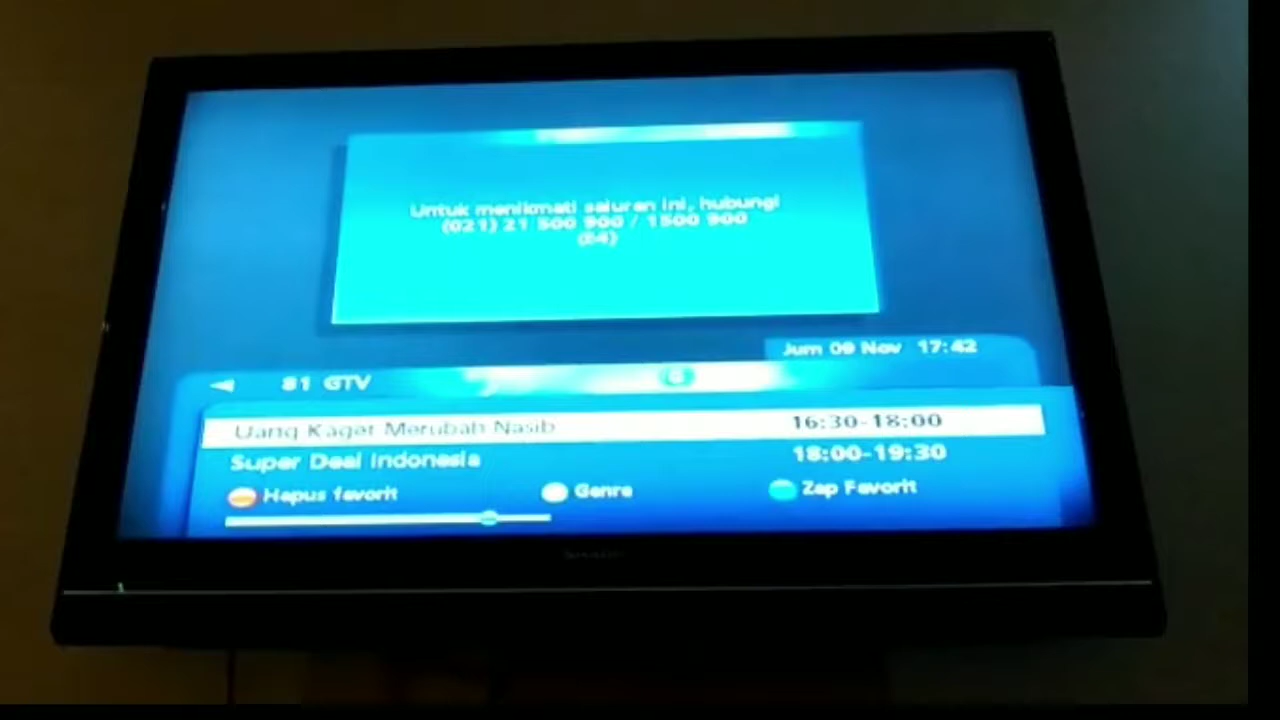 Untuk menikmati saluran ini, hubungi
(021) 21 500 900 / 1500 900
(64)
Jum 09 Nov 17:42
81 GTV
Uang Kaget Merubah Nasib 16:30-18:00
Super Deal Indonesia 18:00-19:30
Hapus favorit Genre Zap Favorit